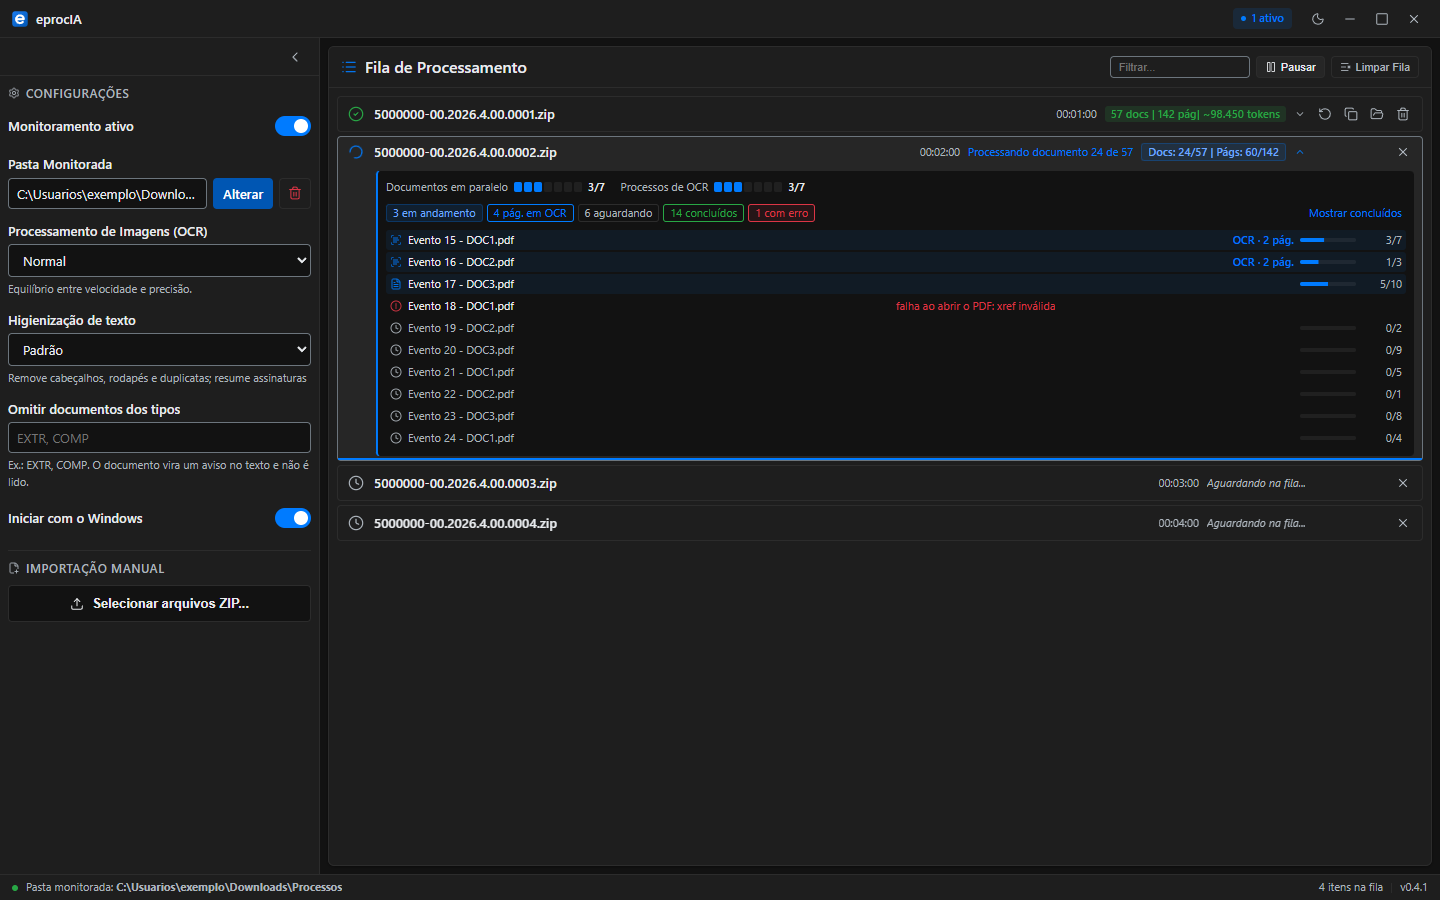 eprocIA
1 ativo
CONFIGURAÇÕES
Monitoramento ativo
Pasta Monitorada
C:\Usuarios\exemplo\Downlo...
Alterar
Processamento de Imagens (OCR)
Normal
Equilíbrio entre velocidade e precisão.
Higienização de texto
Padrão
Remove cabeçalhos, rodapés e duplicatas; resume assinaturas
Omitir documentos dos tipos
EXTR, COMP
Ex.: EXTR, COMP. O documento vira um aviso no texto e não é
lido.
Iniciar com o Windows
IMPORTAÇÃO MANUAL
Selecionar arquivos ZIP...
Fila de Processamento
Filtrar...
Pausar
Limpar Fila
5000000-00.2026.4.00.0001.zip
00:01:00
57 docs | 142 pág| ~98.450 tokens
5000000-00.2026.4.00.0002.zip
00:02:00
Processando documento 24 de 57
Docs: 24/57 | Págs: 60/142
Documentos em paralelo 3/7
Processos de OCR 3/7
3 em andamento
4 pág. em OCR
6 aguardando
14 concluídos
1 com erro
Mostrar concluídos
Evento 15 - DOC1.pdf OCR · 2 pág. 3/7
Evento 16 - DOC2.pdf OCR · 2 pág. 1/3
Evento 17 - DOC3.pdf 5/10
Evento 18 - DOC1.pdf falha ao abrir o PDF: xref inválida
Evento 19 - DOC2.pdf 0/2
Evento 20 - DOC3.pdf 0/9
Evento 21 - DOC1.pdf 0/5
Evento 22 - DOC2.pdf 0/1
Evento 23 - DOC3.pdf 0/8
Evento 24 - DOC1.pdf 0/4
5000000-00.2026.4.00.0003.zip
00:03:00 Aguardando na fila...
5000000-00.2026.4.00.0004.zip
00:04:00 Aguardando na fila...
Pasta monitorada: C:\Usuarios\exemplo\Downloads\Processos
4 itens na fila
v0.4.1